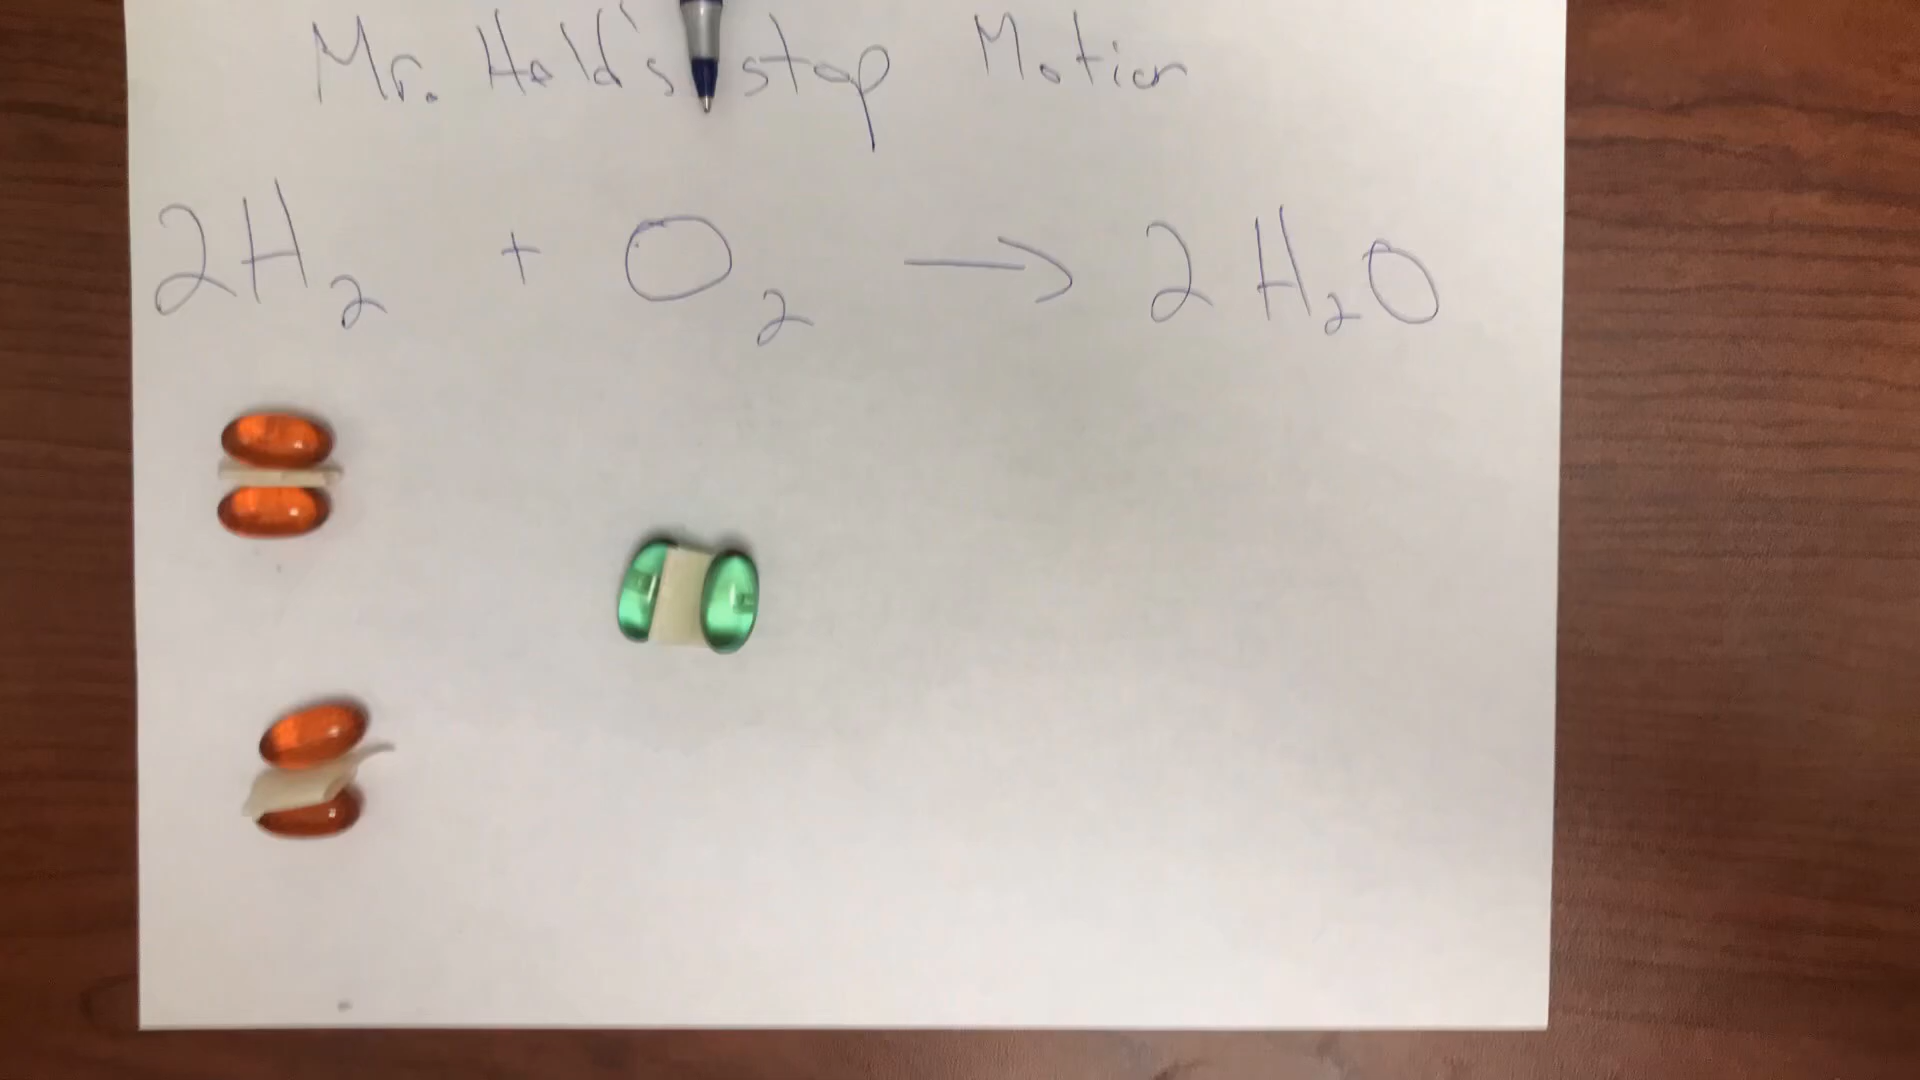 Mr. Held's stop Motion
2H₂ + O₂ → 2H₂O